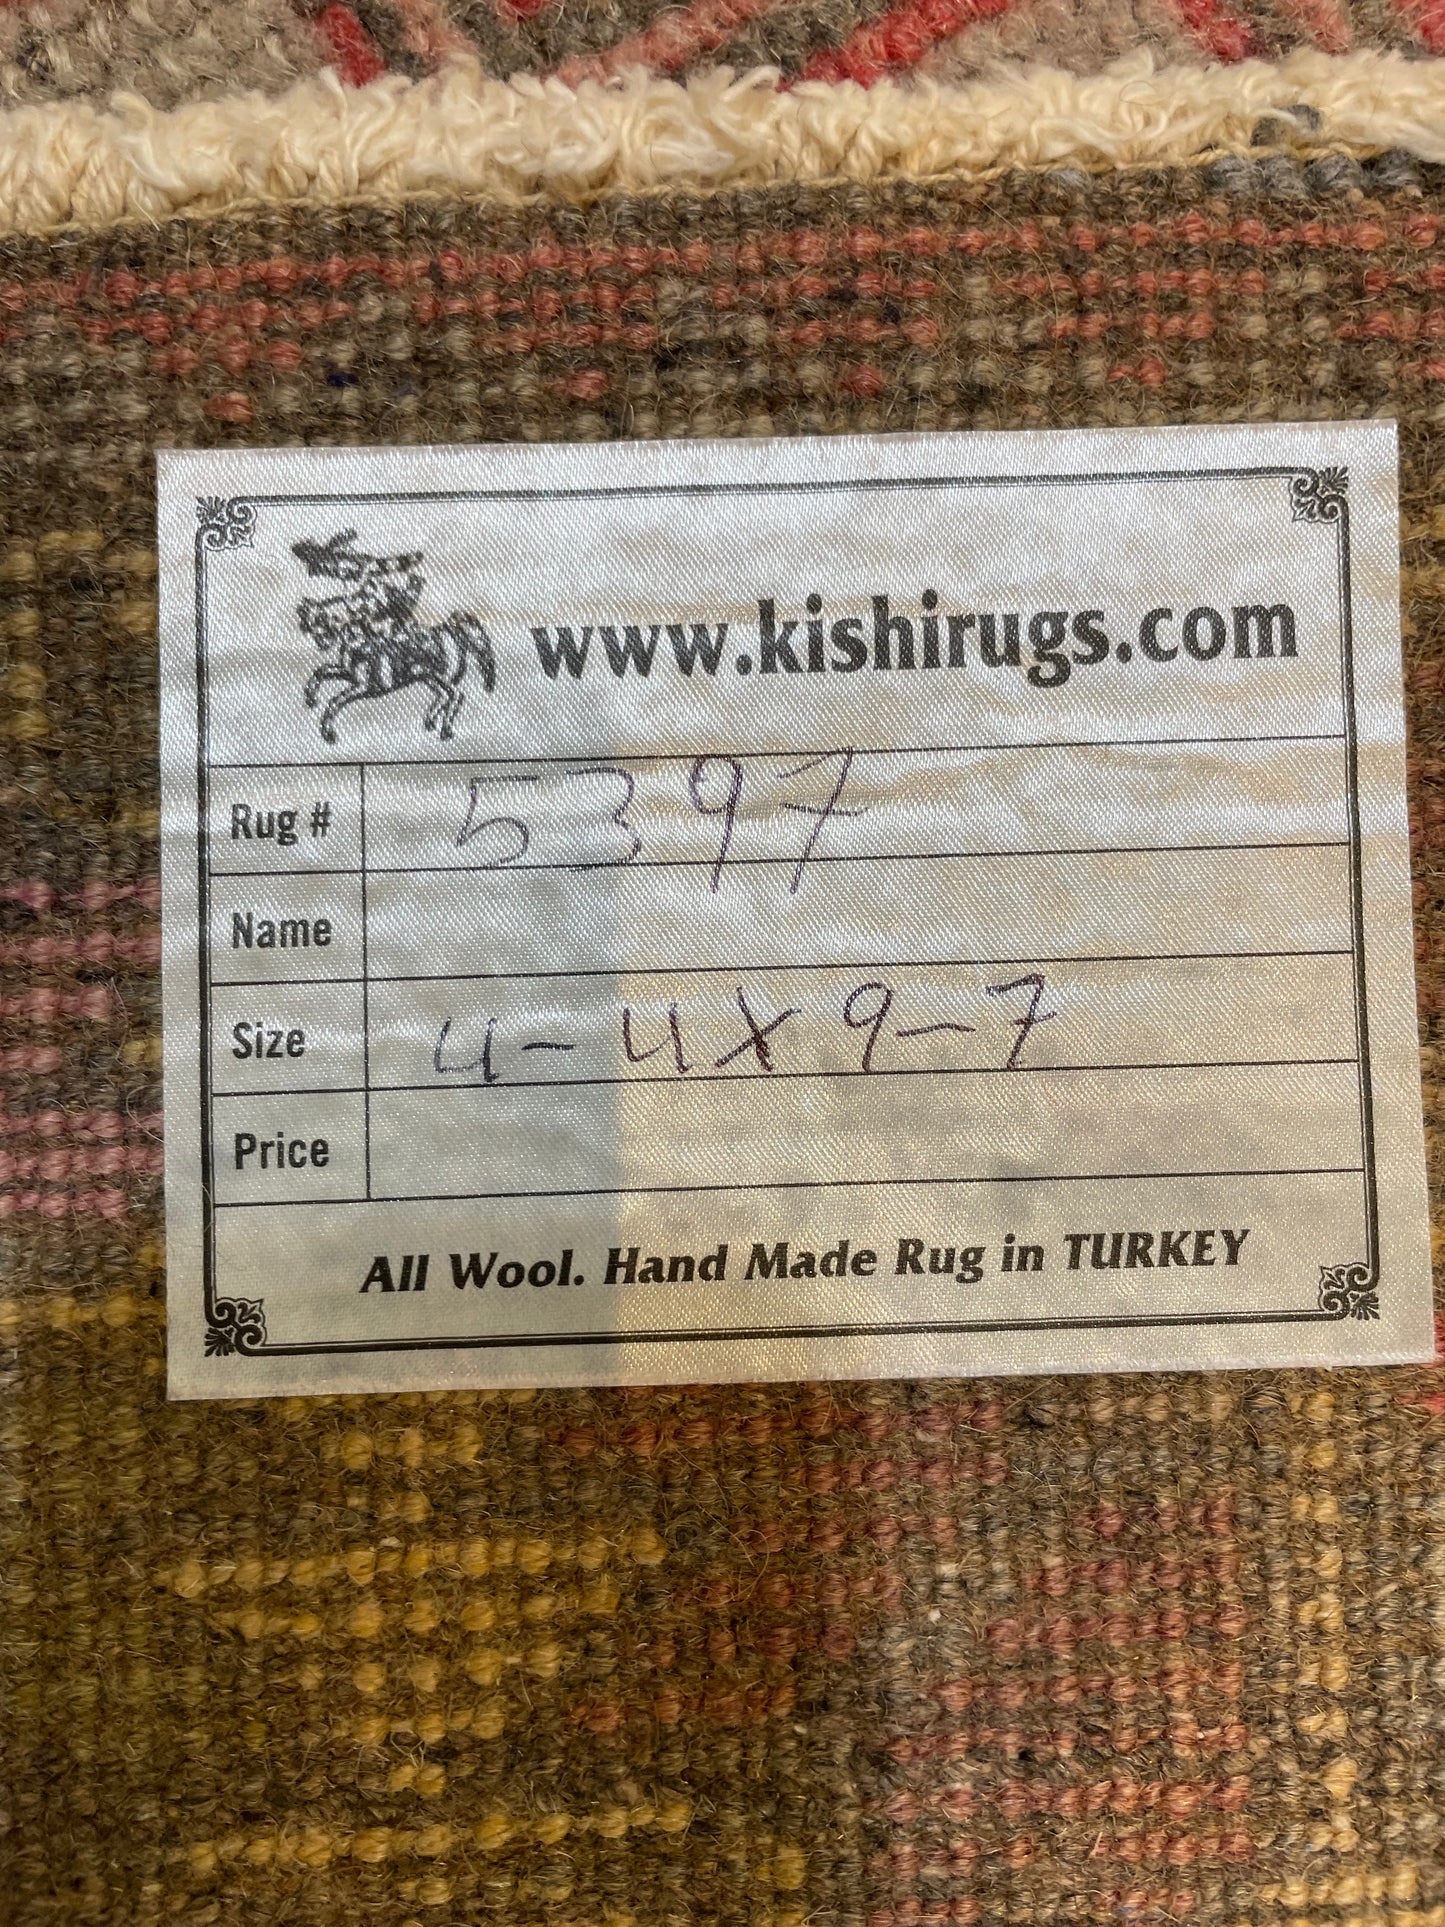 www.kishirugs.com
Rug # 5397
Name
Size 4-4x9-7
Price
All Wool. Hand Made Rug in TURKEY